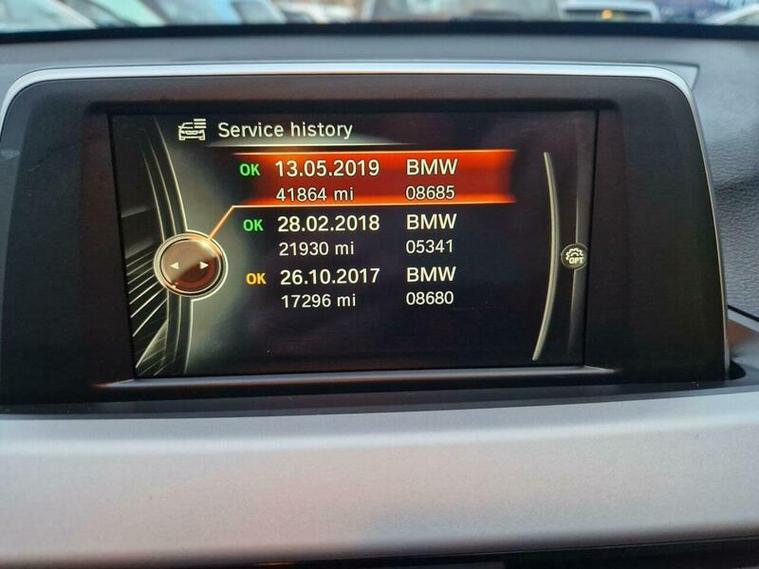 Service history
OK 13.05.2019 BMW
41864 mi 08685
OK 28.02.2018 BMW
21930 mi 05341
OK 26.10.2017 BMW
17296 mi 08680
OPT